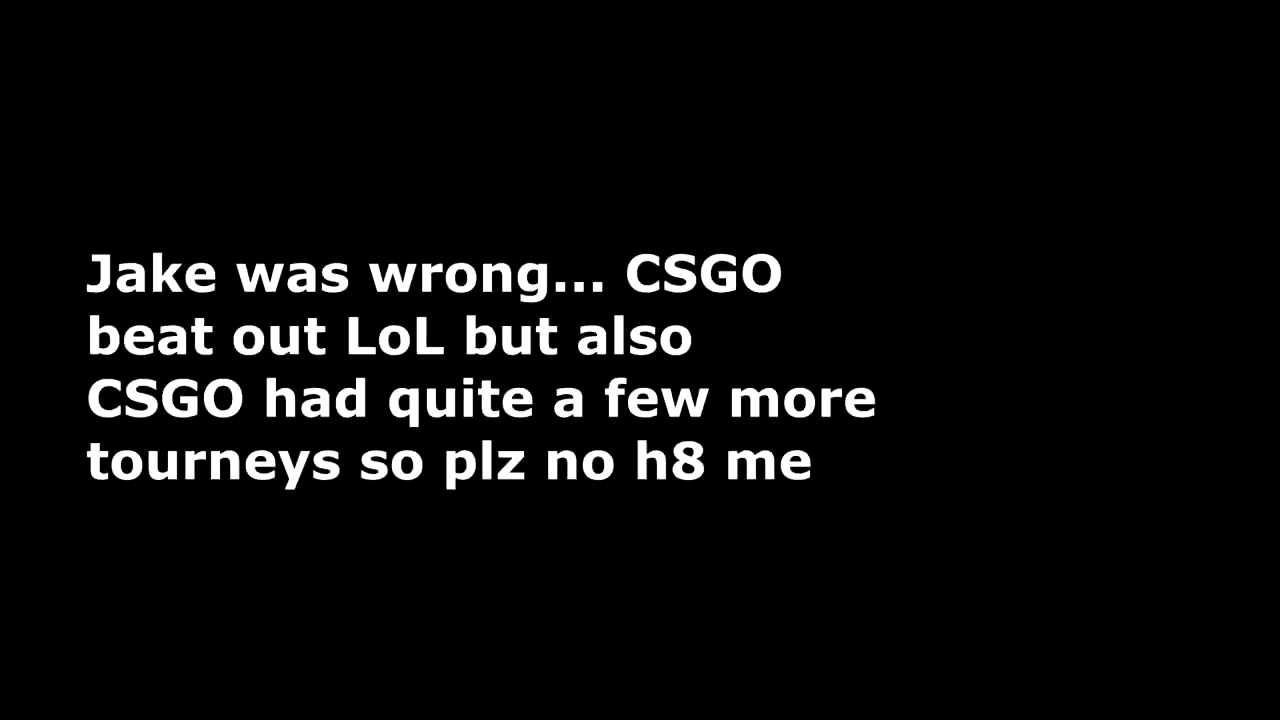 Jake was wrong... CSGO
beat out LoL but also
CSGO had quite a few more
tourneys so plz no h8 me